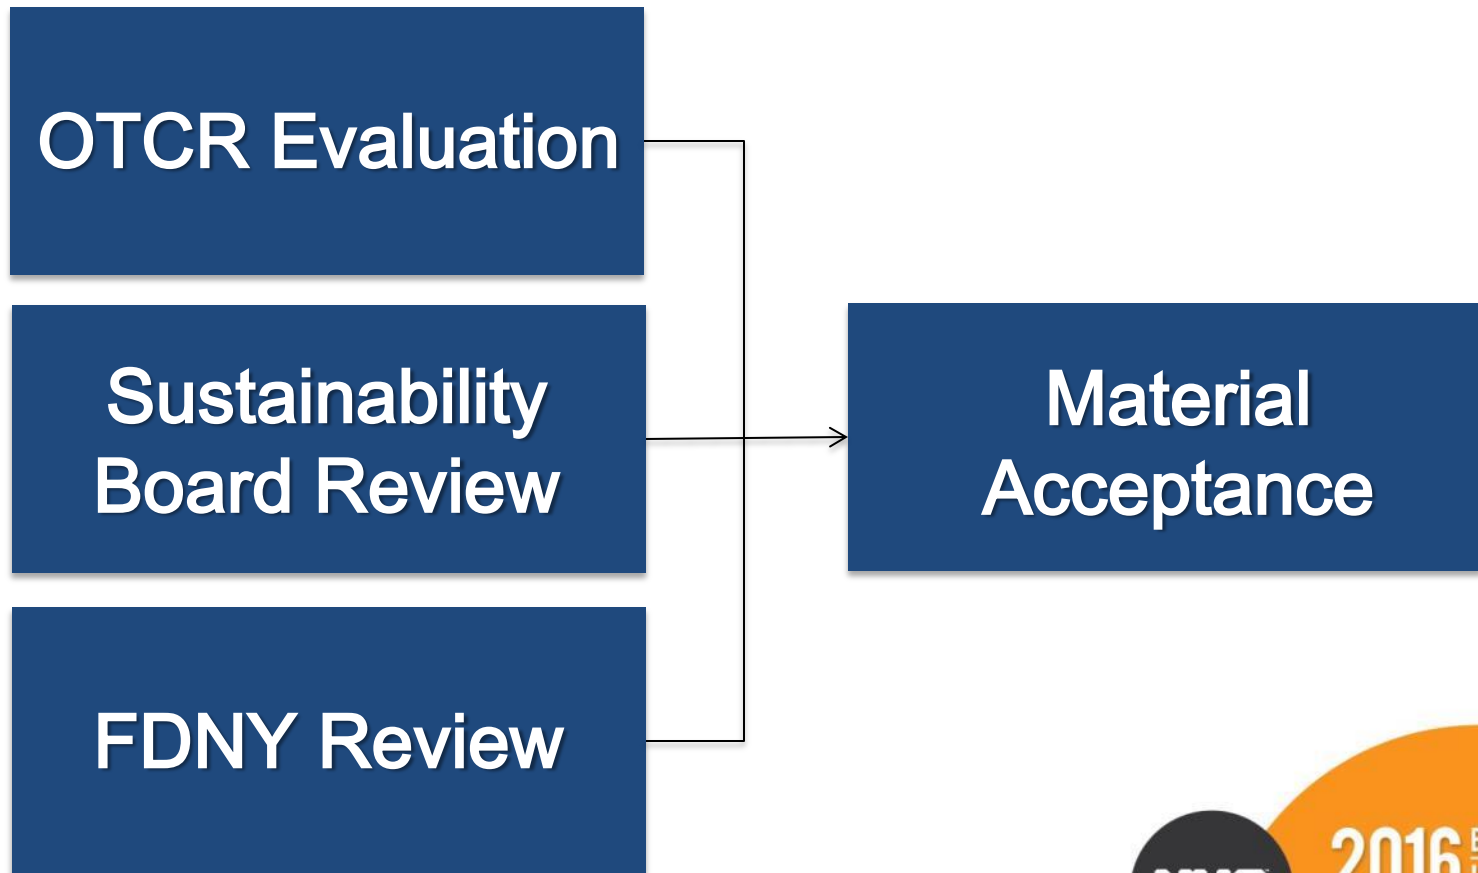 OTCR Evaluation
Sustainability
Board Review
FDNY Review
Material
Acceptance
2016